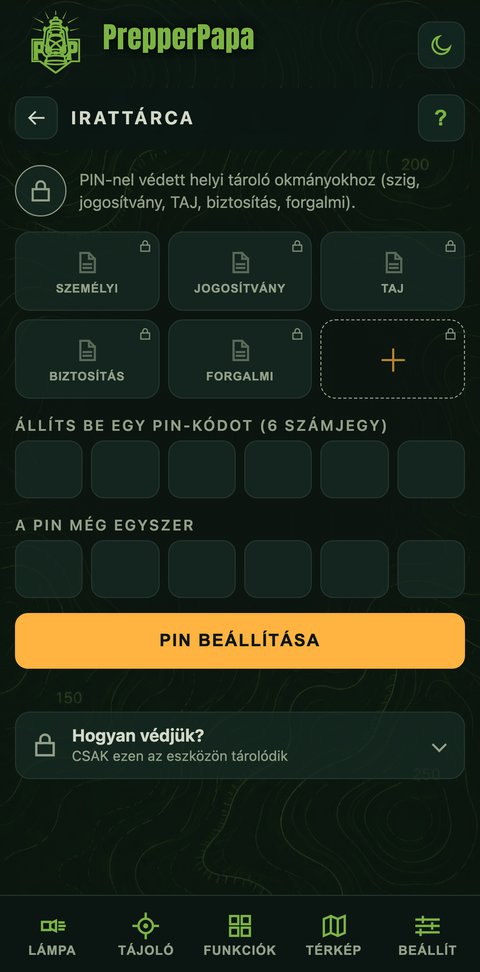 PrepperPapa
IRATTÁRCA
?
200
PIN-nel védett helyi tároló okmányokhoz (szig,
jogosítvány, TAJ, biztosítás, forgalmi).
SZEMÉLYI
JOGOSÍTVÁNY
TAJ
BIZTOSÍTÁS
FORGALMI
ÁLLÍTS BE EGY PIN-KÓDOT (6 SZÁMJEGY)
A PIN MÉG EGYSZER
PIN BEÁLLÍTÁSA
150
Hogyan védjük?
CSAK ezen az eszközön tárolódik
250
LÁMPA
TÁJOLÓ
FUNKCIÓK
TÉRKÉP
BEÁLLÍT